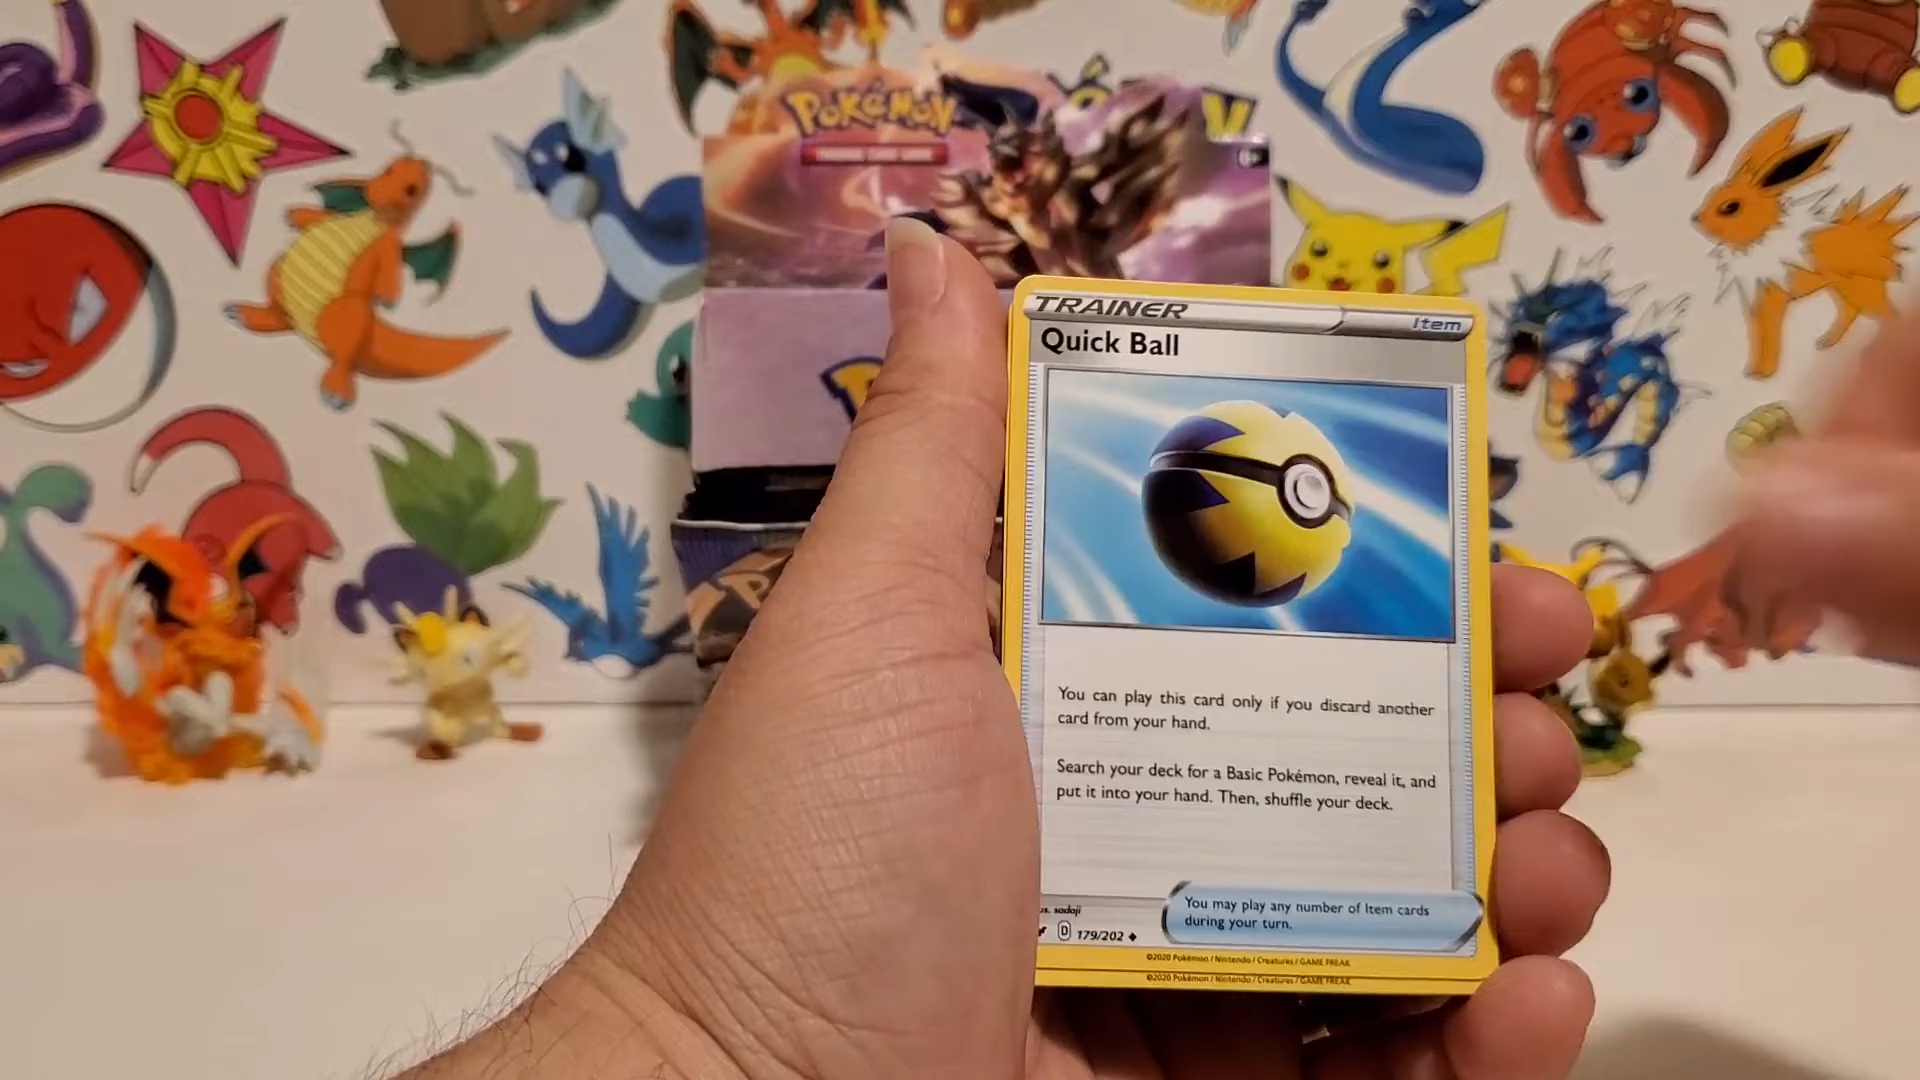 POKéMON
TRAINER
Item
Quick Ball
You can play this card only if you discard another
card from your hand.
Search your deck for a Basic Pokémon, reveal it, and
put it into your hand. Then, shuffle your deck.
sadaji
You may play any number of Item cards
during your turn.
D 179/202
©2020 Pokémon / Nintendo / Creatures / GAME FREAK
©2020 Pokémon / Nintendo / Creatures / GAME FREAK